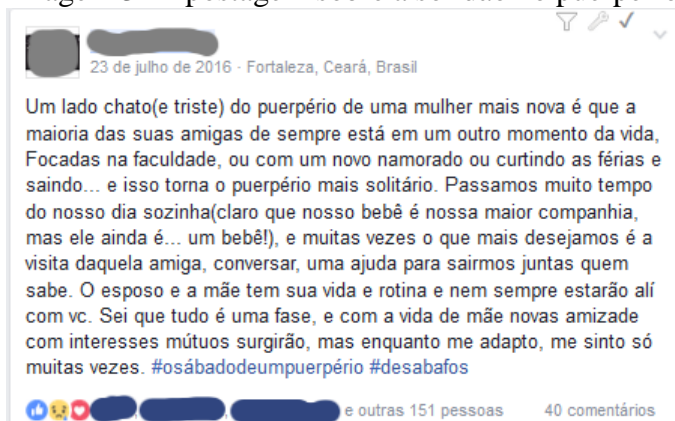 23 de julho de 2016 · Fortaleza, Ceará, Brasil
Um lado chato(e triste) do puerpério de uma mulher mais nova é que a
maioria das suas amigas de sempre está em um outro momento da vida,
Focadas na faculdade, ou com um novo namorado ou curtindo as férias e
saindo... e isso torna o puerpério mais solitário. Passamos muito tempo
do nosso dia sozinha(claro que nosso bebê é nossa maior companhia,
mas ele ainda é... um bebê!), e muitas vezes o que mais desejamos é a
visita daquela amiga, conversar, uma ajuda para sairmos juntas quem
sabe. O esposo e a mãe tem sua vida e rotina e nem sempre estarão alí
com vc. Sei que tudo é uma fase, e com a vida de mãe novas amizade
com interesses mútuos surgirão, mas enquanto me adapto, me sinto só
muitas vezes. #osábadodeumpuerpério #desabafos
e outras 151 pessoas 40 comentários